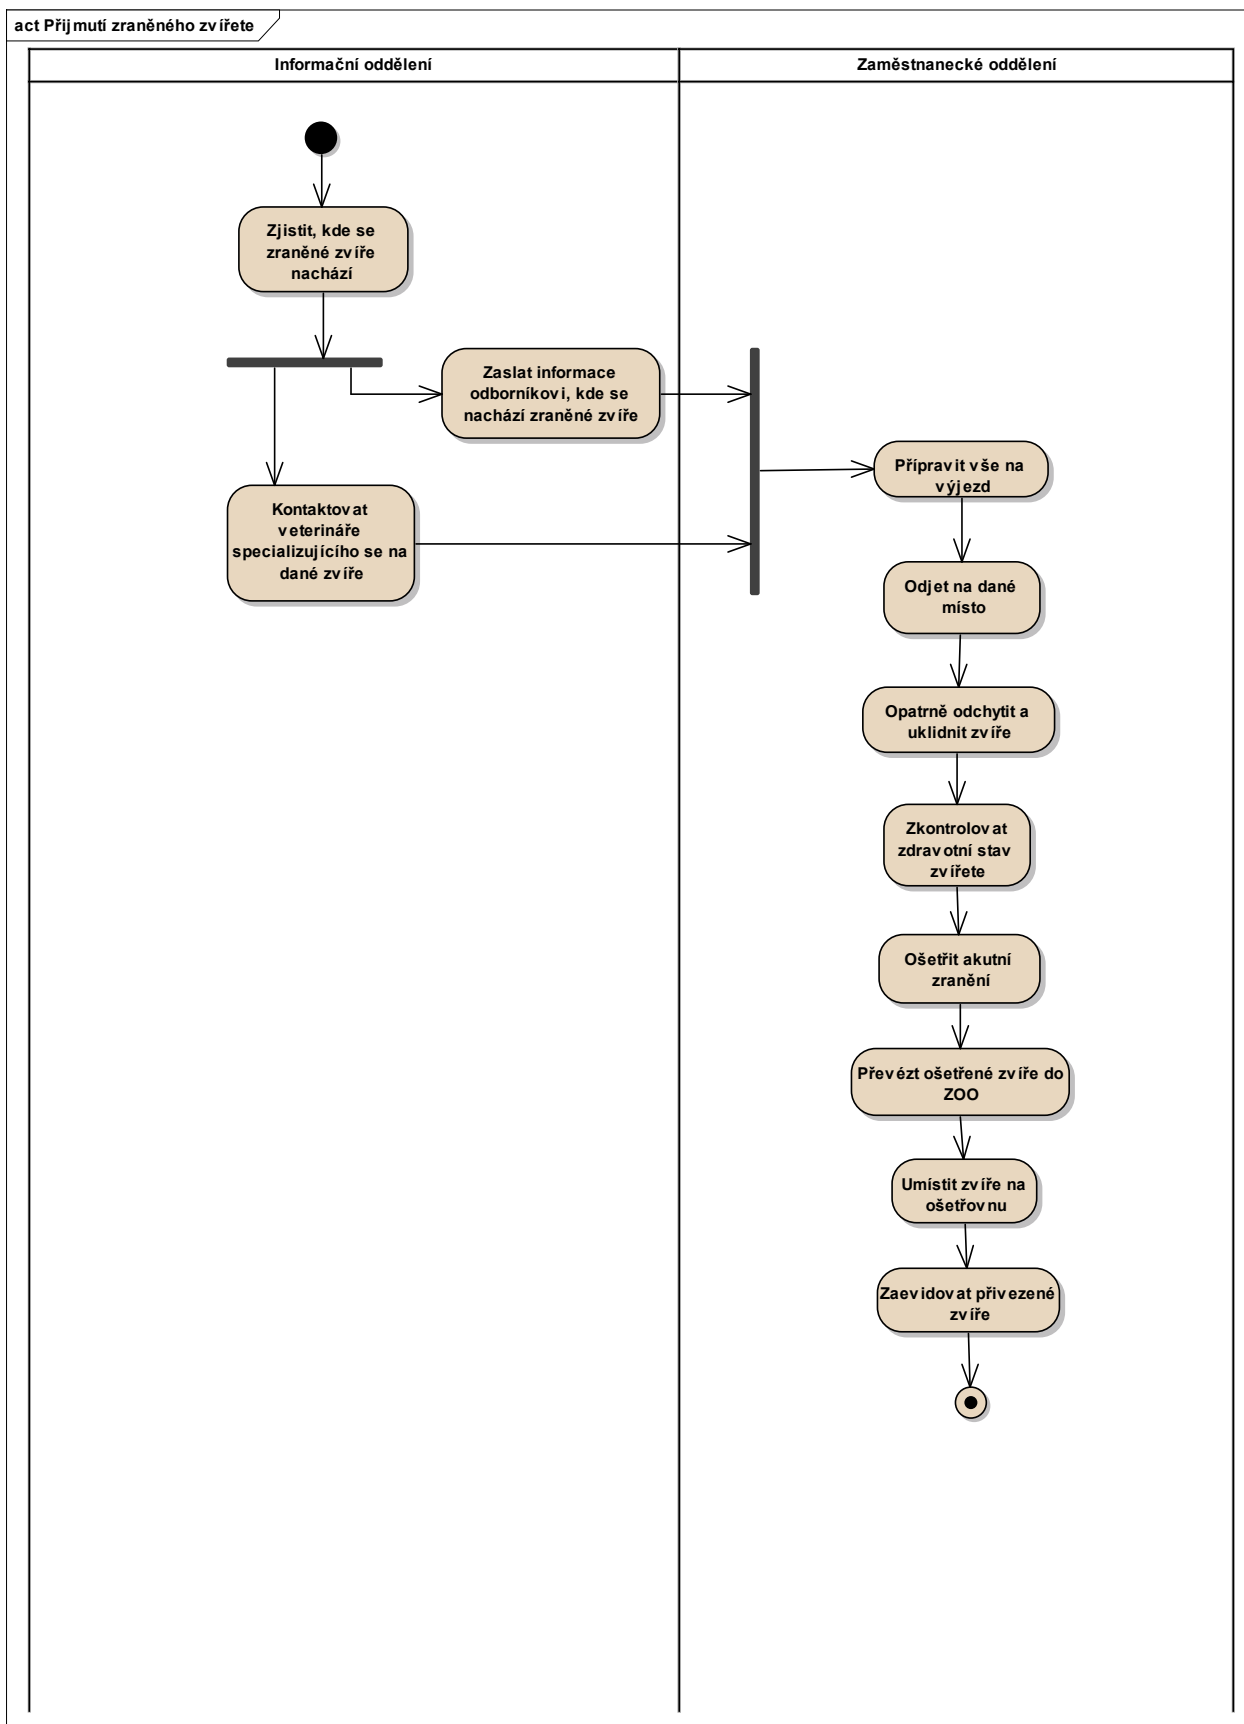 act Přijmutí zraněného zvířete
Informační oddělení
Zaměstnanecké oddělení
Zjistit, kde se
zraněné zvíře
nachází
Zaslat informace
odborníkovi, kde se
nachází zraněné zvíře
Kontaktovat
veterináře
specializujícího se na
dané zvíře
Přípravit vše na
výjezd
Odjet na dané
místo
Opatrně odchytit a
uklidnit zvíře
Zkontrolovat
zdravotní stav
zvířete
Ošetřit akutní
zranění
Převézt ošetřené zvíře do
ZOO
Umístit zvíře na
ošetřovnu
Zaevidovat přivezené
zvíře